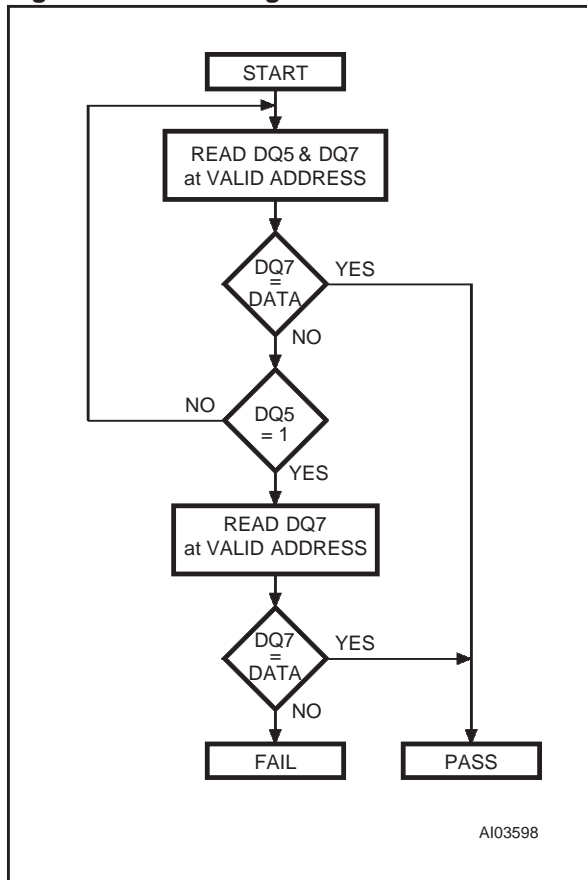 START
READ DQ5 & DQ7
at VALID ADDRESS
DQ7
=
DATA
YES
NO
NO
DQ5
= 1
YES
READ DQ7
at VALID ADDRESS
DQ7
=
DATA
YES
NO
FAIL
PASS
AI03598